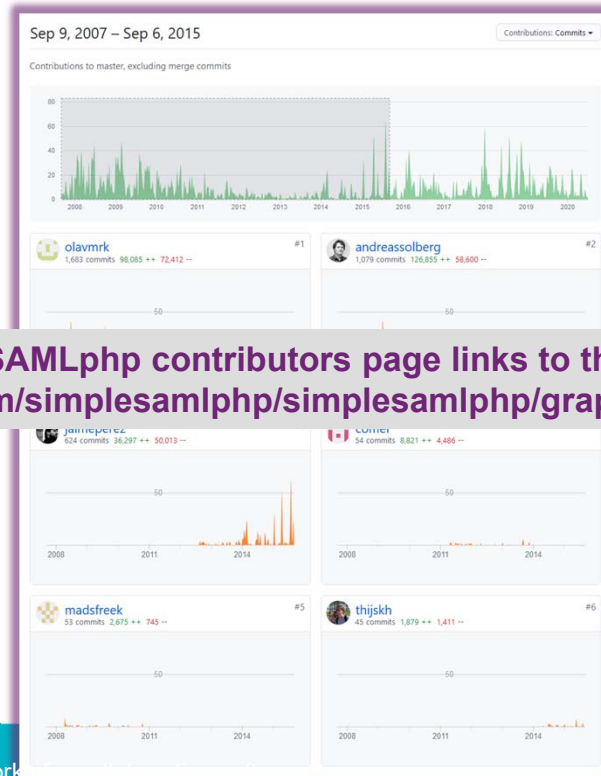 Sep 9, 2007 – Sep 6, 2015
Contributions: Commits
Contributions to master, excluding merge commits
80
60
40
20
0
2008 2009 2010 2011 2012 2013 2014 2015 2016 2017 2018 2019 2020
olavmrk #1
1,683 commits 98,085 ++ 72,412 --
andreassolberg #2
1,079 commits 126,855 ++ 58,600 --
50
50
SAMLphp contributors page links to th
m/simplesamlphp/simplesamlphp/grap
jaimeperez
624 commits 36,297 ++ 50,013 --
comel
54 commits 8,821 ++ 4,486 --
50
2008 2011 2014
50
2008 2011 2014
madsfreek #5
53 commits 2,675 ++ 745 --
thijskh #6
45 commits 1,879 ++ 1,411 --
50
2008 2011 2014
50
2008 2011 2014